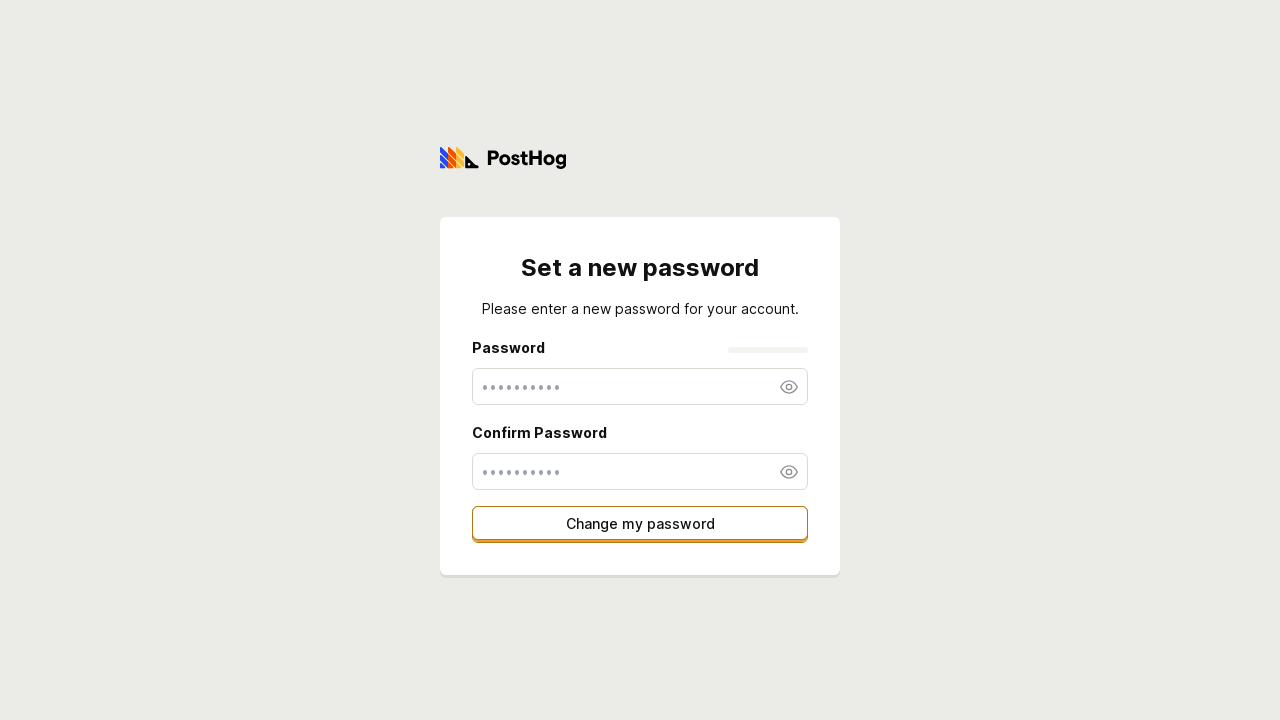 PostHog
Set a new password
Please enter a new password for your account.
Password
••••••••••
Confirm Password
••••••••••
Change my password